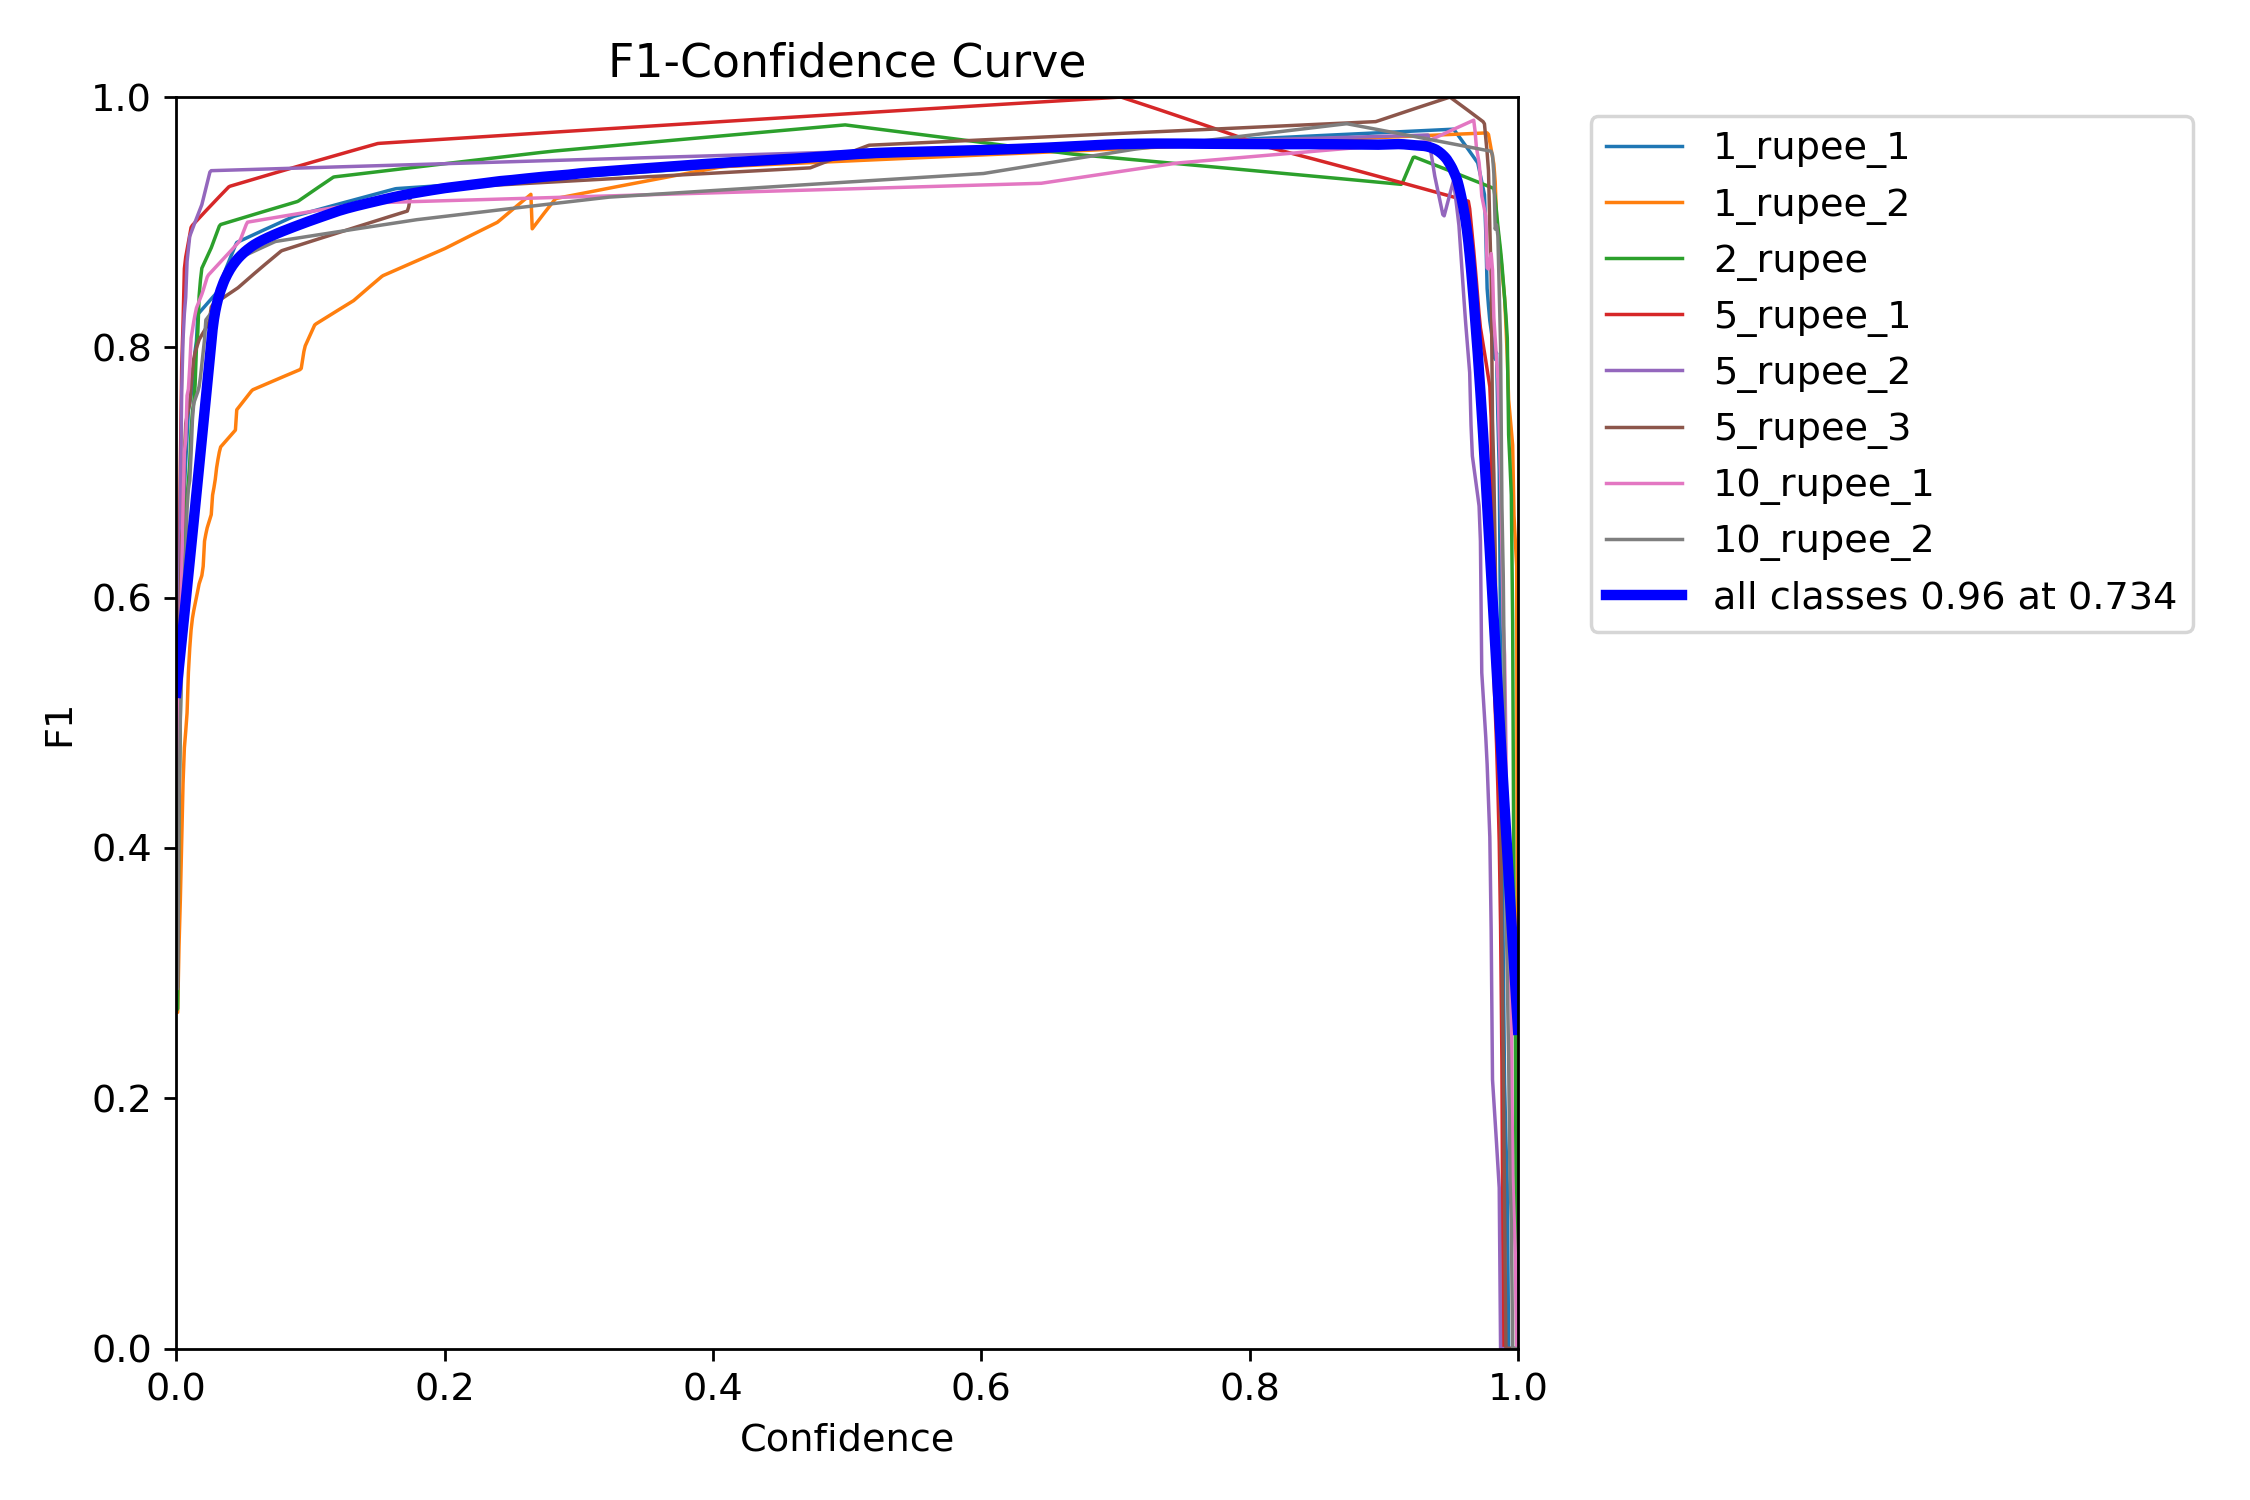 F1-Confidence Curve
1.0
0.8
0.6
0.4
0.2
0.0
F1
0.0 0.2 0.4 0.6 0.8 1.0
Confidence
1_rupee_1
1_rupee_2
2_rupee
5_rupee_1
5_rupee_2
5_rupee_3
10_rupee_1
10_rupee_2
all classes 0.96 at 0.734